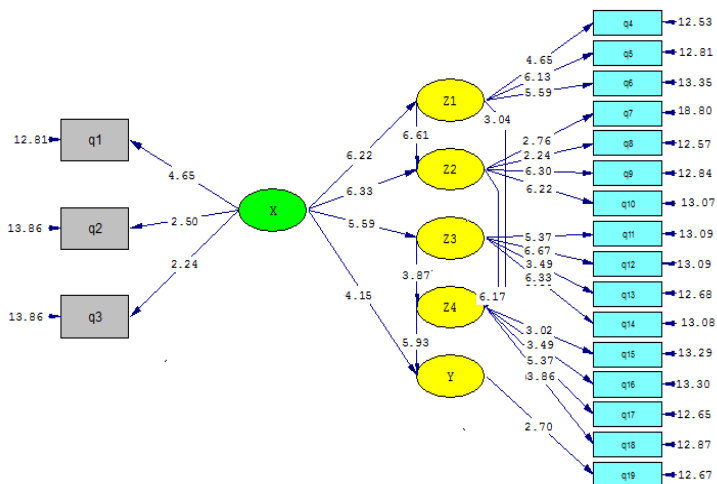 q4 12.53
4.65
q5 12.81
6.13
q6 13.35
5.59
Z1
3.04
q7 18.80
12.81 q1
6.61
2.76
q8 12.57
2.24
6.22
Z2
q9 12.84
6.30
4.65
6.33
6.22
q10 13.07
X
2.50
13.86 q2
5.59
q11 13.09
5.37
Z3
6.67
q12 13.09
3.49
2.24
3.87
6.33
q13 12.68
4.15
6.17
Z4
13.86 q3
q14 13.08
3.02
5.93
3.49
q15 13.29
5.37
Y
3.86
q16 13.30
q17 12.65
2.70
q18 12.87
q19 12.67